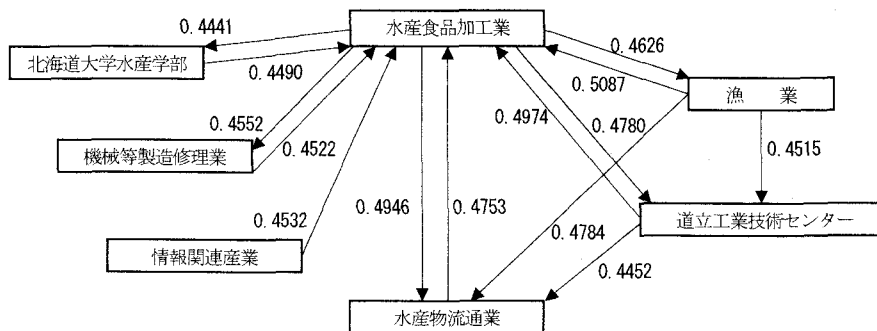 0.4441
水産食品加工業
0.4626
北海道大学水産学部
0.4490
0.5087
漁　業
0.4552
0.4974
0.4780
機械等製造修理業
0.4522
0.4515
0.4532
0.4946
0.4753
0.4784
道立工業技術センター
情報関連産業
0.4452
水産物流通業